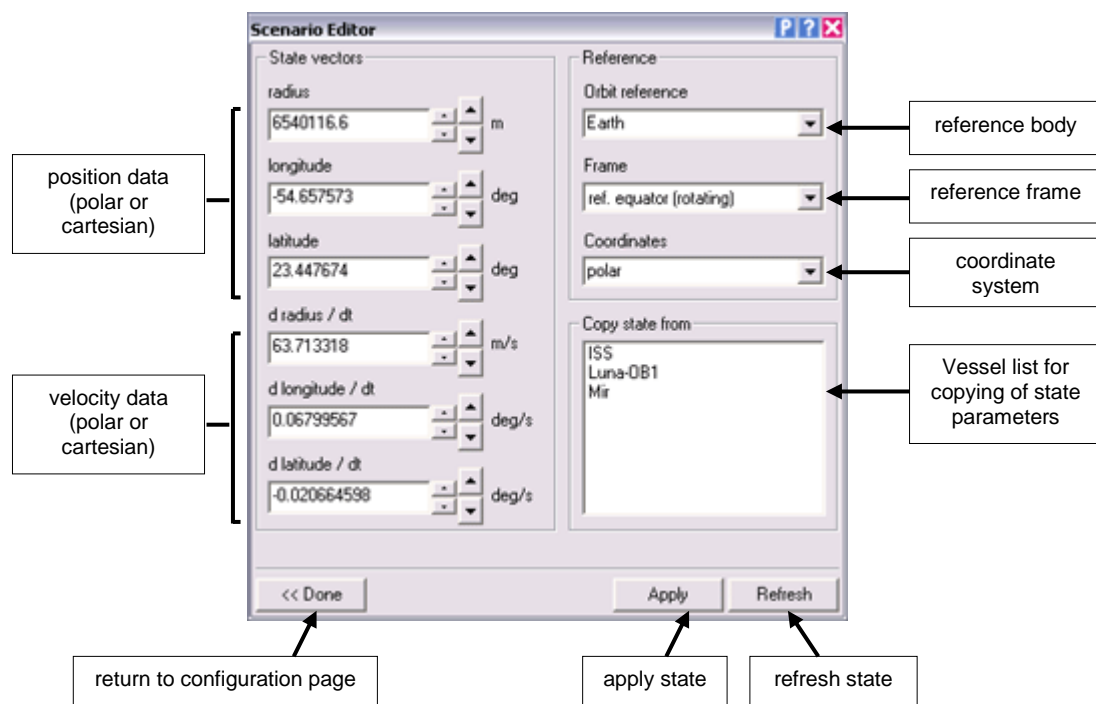 Scenario Editor
P ? X
State vectors
radius
6540116.6 m
longitude
-54.657573 deg
latitude
23.447674 deg
d radius / dt
63.713318 m/s
d longitude / dt
0.06799567 deg/s
d latitude / dt
-0.020664598 deg/s
Reference
Orbit reference
Earth
Frame
ref. equator (rotating)
Coordinates
polar
Copy state from
ISS
Luna-OB1
Mir
<< Done
Apply
Refresh
position data
(polar or
cartesian)
velocity data
(polar or
cartesian)
reference body
reference frame
coordinate
system
Vessel list for
copying of state
parameters
return to configuration page
apply state
refresh state